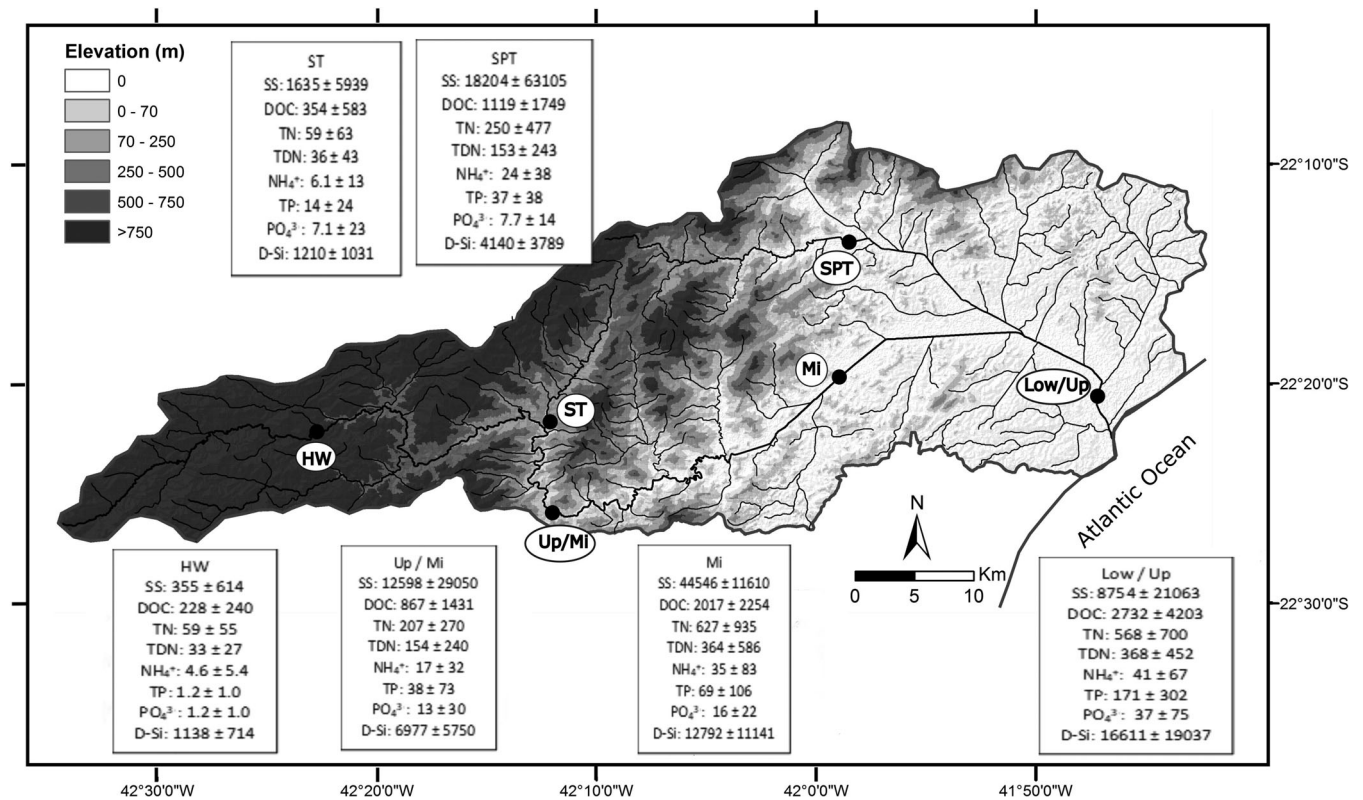 Elevation (m)
0
0 - 70
70 - 250
250 - 500
500 - 750
>750
ST
SS: 1635 ± 5939
DOC: 354 ± 583
TN: 59 ± 63
TDN: 36 ± 43
NH₄⁺: 6.1 ± 13
TP: 14 ± 24
PO₄³: 7.1 ± 23
D-Si: 1210 ± 1031
SPT
SS: 18204 ± 63105
DOC: 1119 ± 1749
TN: 250 ± 477
TDN: 153 ± 243
NH₄⁺: 24 ± 38
TP: 37 ± 38
PO₄³: 7.7 ± 14
D-Si: 4140 ± 3789
22°10'0"S
22°20'0"S
22°30'0"S
SPT
Mi
Low/Up
ST
HW
Up/Mi
Atlantic Ocean
N
Km
0 5 10
HW
SS: 355 ± 614
DOC: 228 ± 240
TN: 59 ± 55
TDN: 33 ± 27
NH₄⁺: 4.6 ± 5.4
TP: 1.2 ± 1.0
PO₄³ : 1.2 ± 1.0
D-Si: 1138 ± 714
Up / Mi
SS: 12598 ± 29050
DOC: 867 ± 1431
TN: 207 ± 270
TDN: 154 ± 240
NH₄⁺: 17 ± 32
TP: 38 ± 73
PO₄³ : 13 ± 30
D-Si: 6977 ± 5750
Mi
SS: 44546 ± 11610
DOC: 2017 ± 2254
TN: 627 ± 935
TDN: 364 ± 586
NH₄⁺: 35 ± 83
TP: 69 ± 106
PO₄³ : 16 ± 22
D-Si: 12792 ± 11141
Low / Up
SS: 8754 ± 21063
DOC: 2732 ± 4203
TN: 568 ± 700
TDN: 368 ± 452
NH₄⁺: 41 ± 67
TP: 171 ± 302
PO₄³ : 37 ± 75
D-Si: 16611 ± 19037
42°30'0"W
42°20'0"W
42°10'0"W
42°0'0"W
41°50'0"W